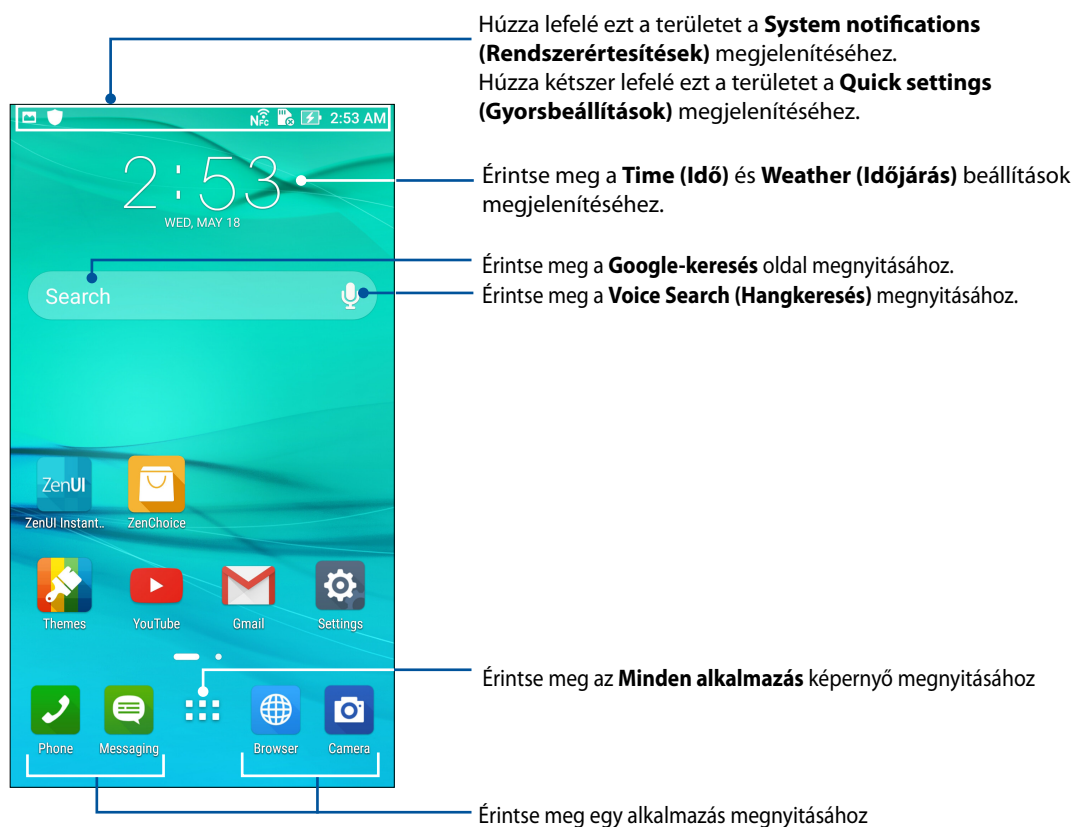 Húzza lefelé ezt a területet a System notifications
(Rendszerértesítések) megjelenítéséhez.
Húzza kétszer lefelé ezt a területet a Quick settings
(Gyorsbeállítások) megjelenítéséhez.
NFC 2:53 AM
2:53
WED, MAY 18
Érintse meg a Time (Idő) és Weather (Időjárás) beállítások
megjelenítéséhez.
Search
Érintse meg a Google-keresés oldal megnyitásához.
Érintse meg a Voice Search (Hangkeresés) megnyitásához.
ZenUI
ZenUI Instant.. ZenChoice
Themes YouTube Gmail Settings
Érintse meg az Minden alkalmazás képernyő megnyitásához
Phone Messaging Browser Camera
Érintse meg egy alkalmazás megnyitásához